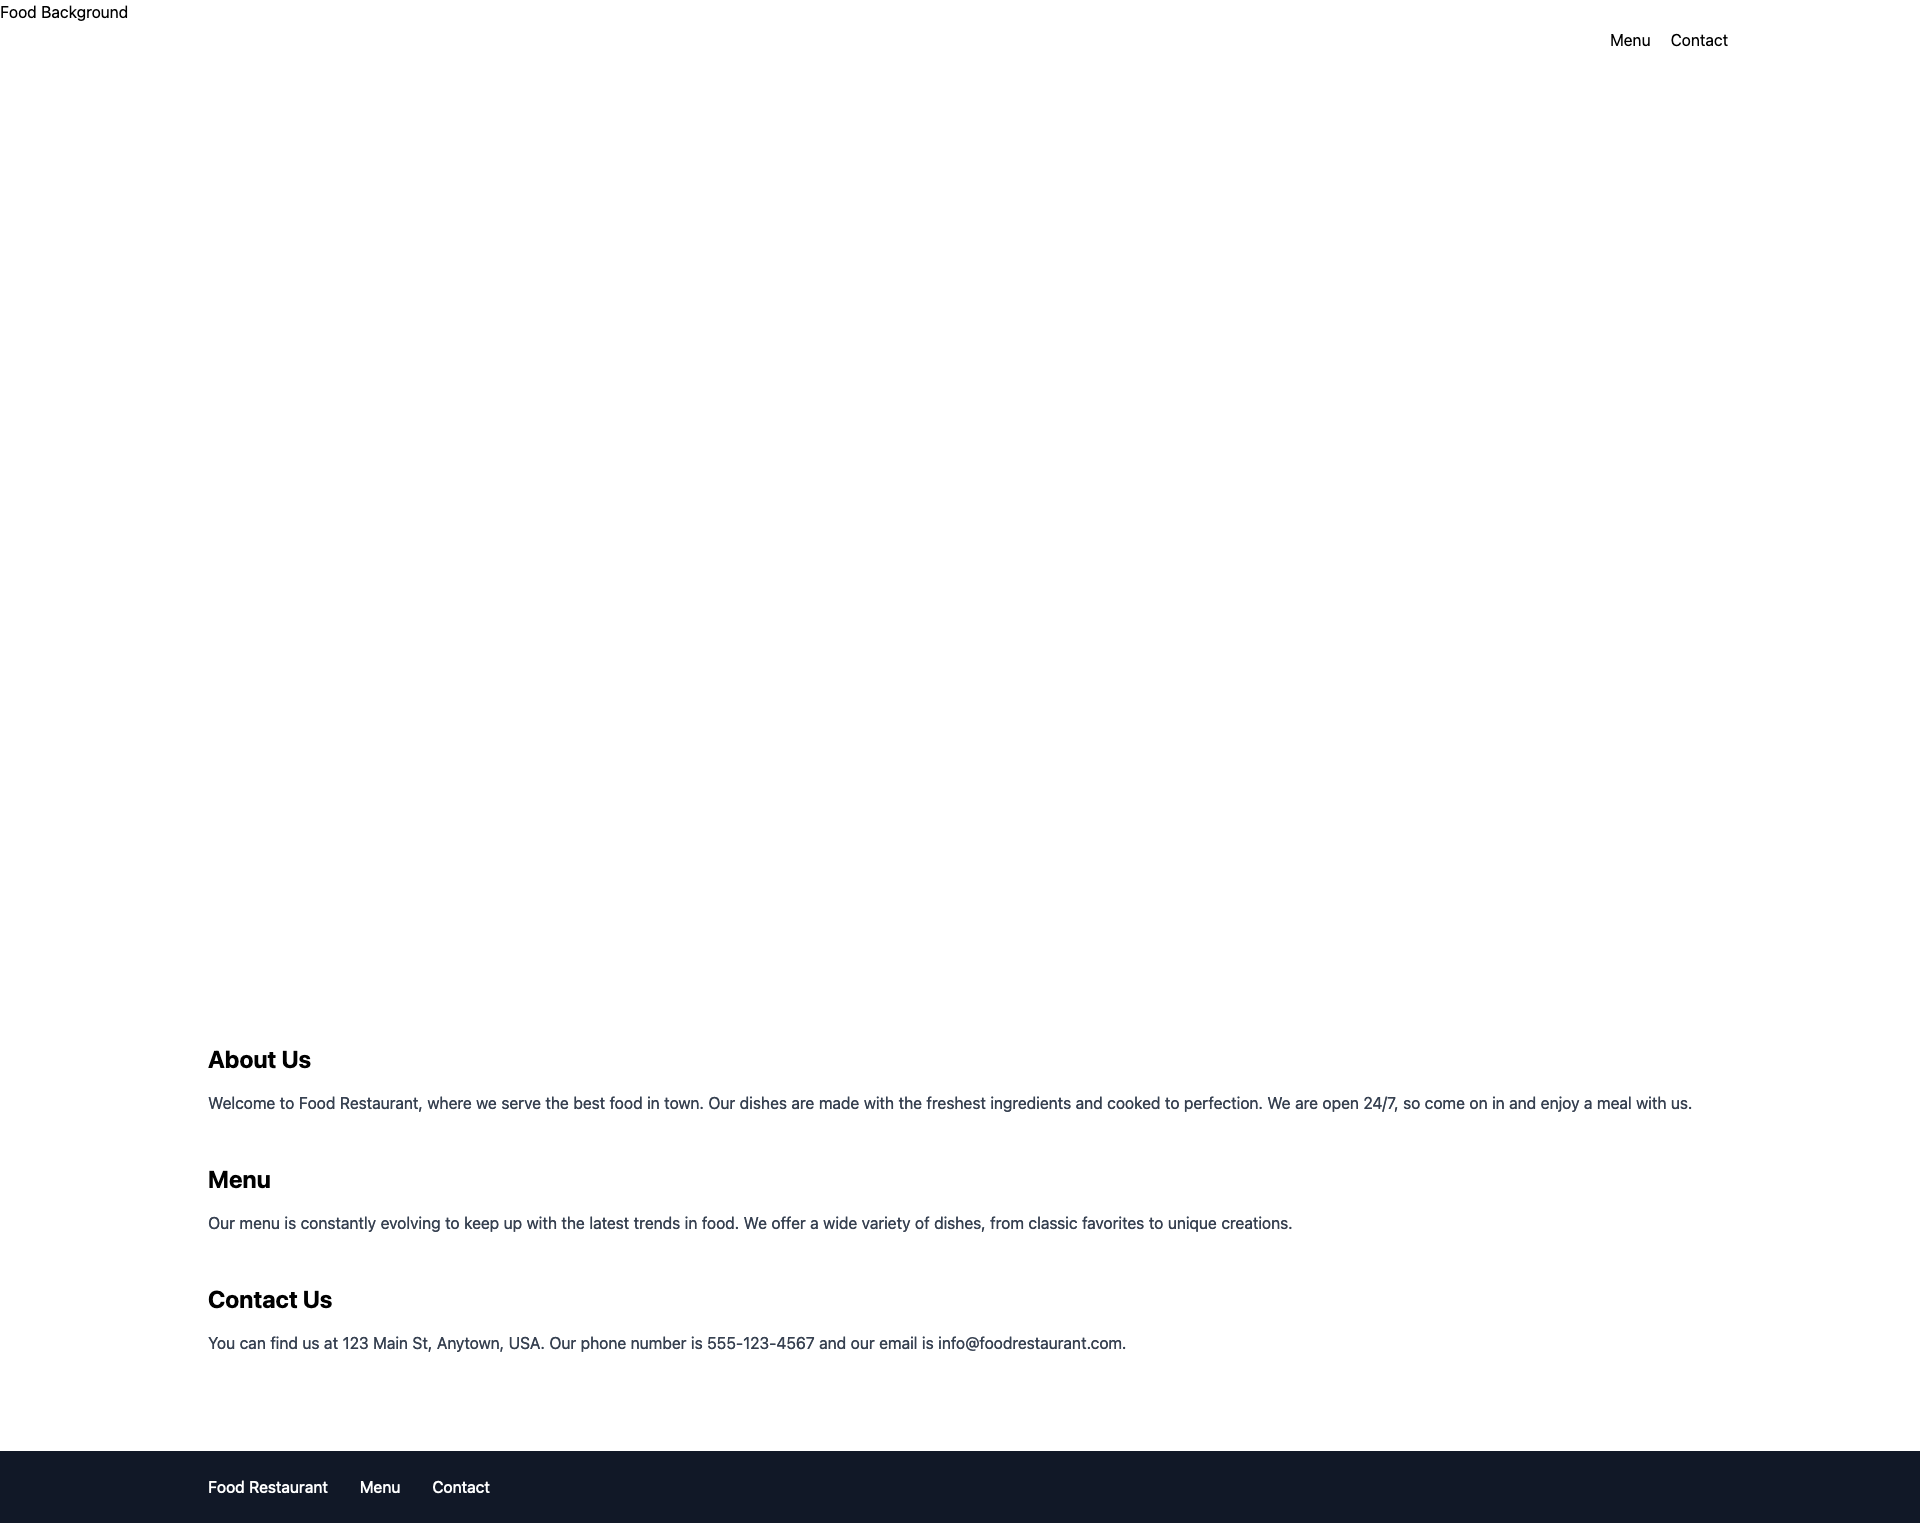 Food Background
Menu Contact
About Us
Welcome to Food Restaurant, where we serve the best food in town. Our dishes are made with the freshest ingredients and cooked to perfection. We are open 24/7, so come on in and enjoy a meal with us.
Menu
Our menu is constantly evolving to keep up with the latest trends in food. We offer a wide variety of dishes, from classic favorites to unique creations.
Contact Us
You can find us at 123 Main St, Anytown, USA. Our phone number is 555-123-4567 and our email is info@foodrestaurant.com.
Food Restaurant Menu Contact